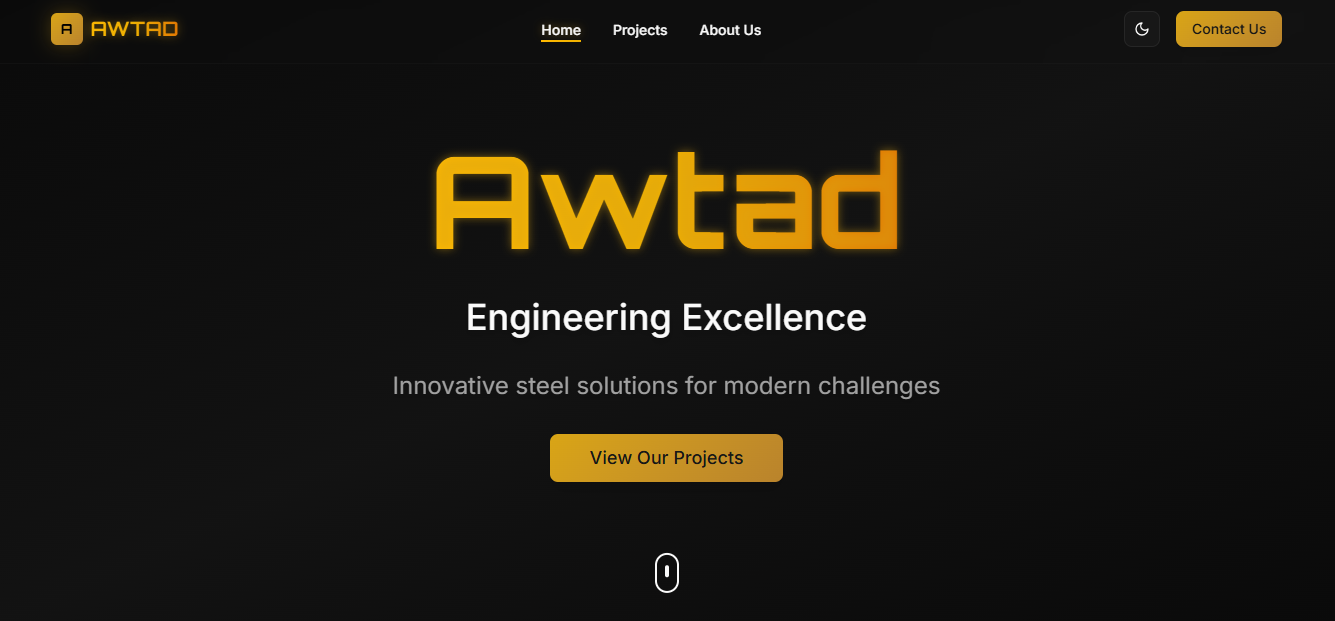 A AWTAD
Home Projects About Us
Contact Us
Awtad
Engineering Excellence
Innovative steel solutions for modern challenges
View Our Projects